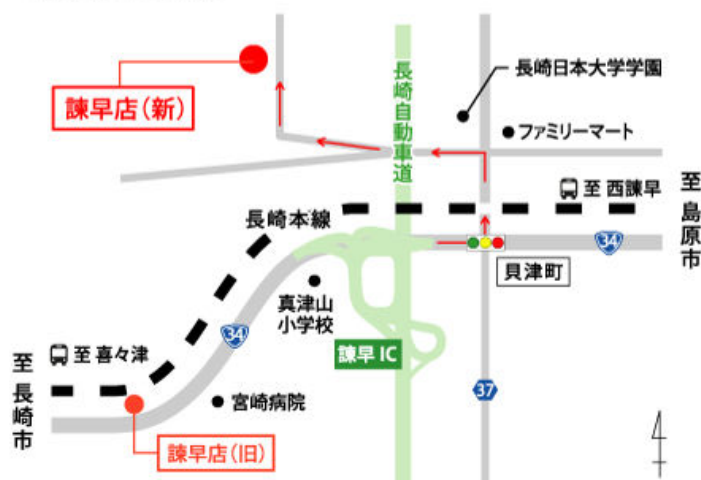 長崎日本大学学園
諫早店(新)
長崎自動車道
ファミリーマート
至 西諫早
至 島原市
長崎本線
34
貝津町
真津山
小学校
34
諫早 IC
至 喜々津
至 長崎市
37
宮崎病院
諫早店(旧)